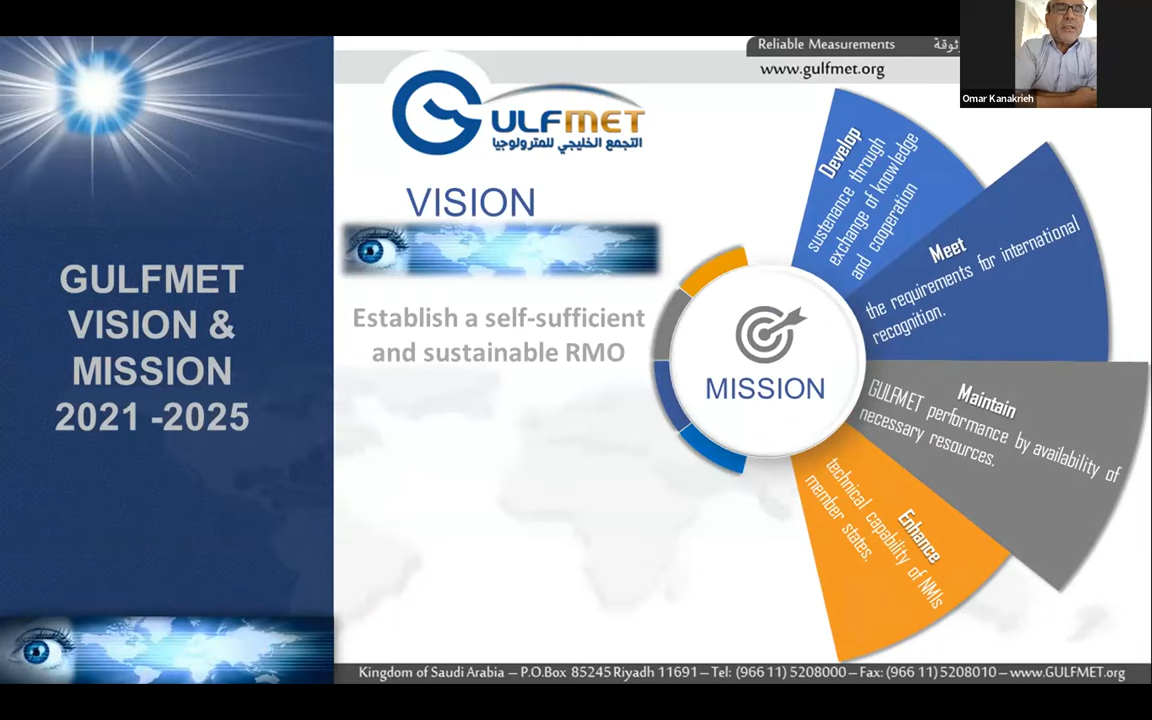 GULFMET
VISION &
MISSION
2021 -2025
Reliable Measurements
www.gulfmet.org
Omar Kanakrieh
GULFMET
التجمع الخليجي للمترولوجيا
VISION
Establish a self-sufficient
and sustainable RMO
MISSION
Develop
sustenance through
exchange of knowledge
and cooperation
Meet
the requirements for international
recognition.
Maintain
GULFMET performance by availability of
necessary resources.
Enhance
technical capability of NMIs
member states.
Kingdom of Saudi Arabia – P.O.Box 85245 Riyadh 11691 – Tel: (966 11) 5208000 – Fax: (966 11) 5208010 – www.GULFMET.org